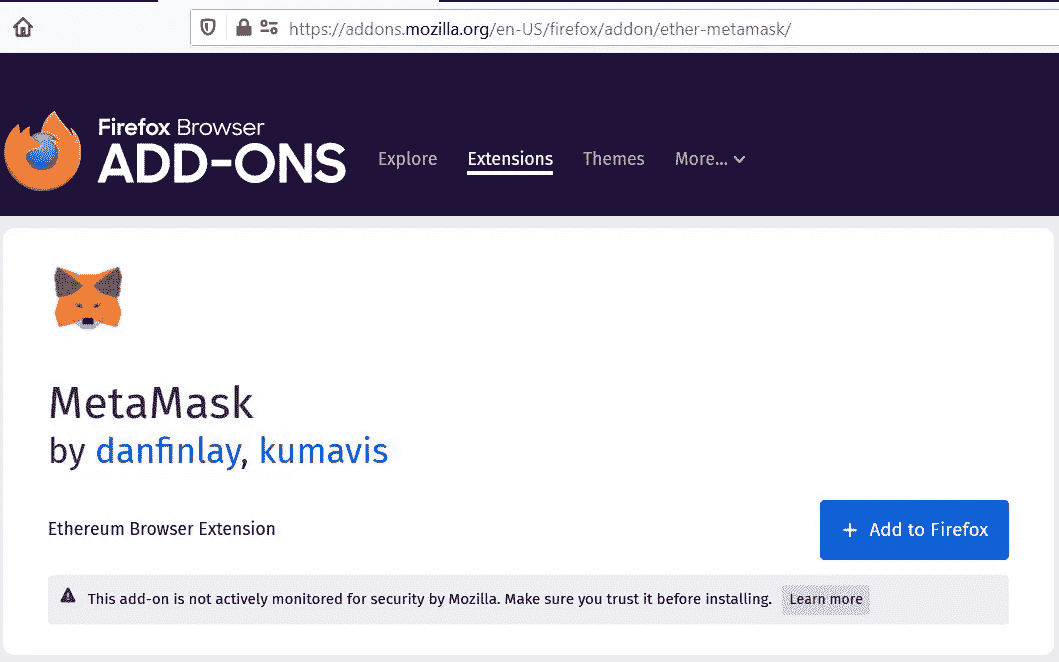 https://addons.mozilla.org/en-US/firefox/addon/ether-metamask/
Firefox Browser
ADD-ONS
Explore Extensions Themes More...
MetaMask
by danfinlay, kumavis
Ethereum Browser Extension
+ Add to Firefox
This add-on is not actively monitored for security by Mozilla. Make sure you trust it before installing. Learn more